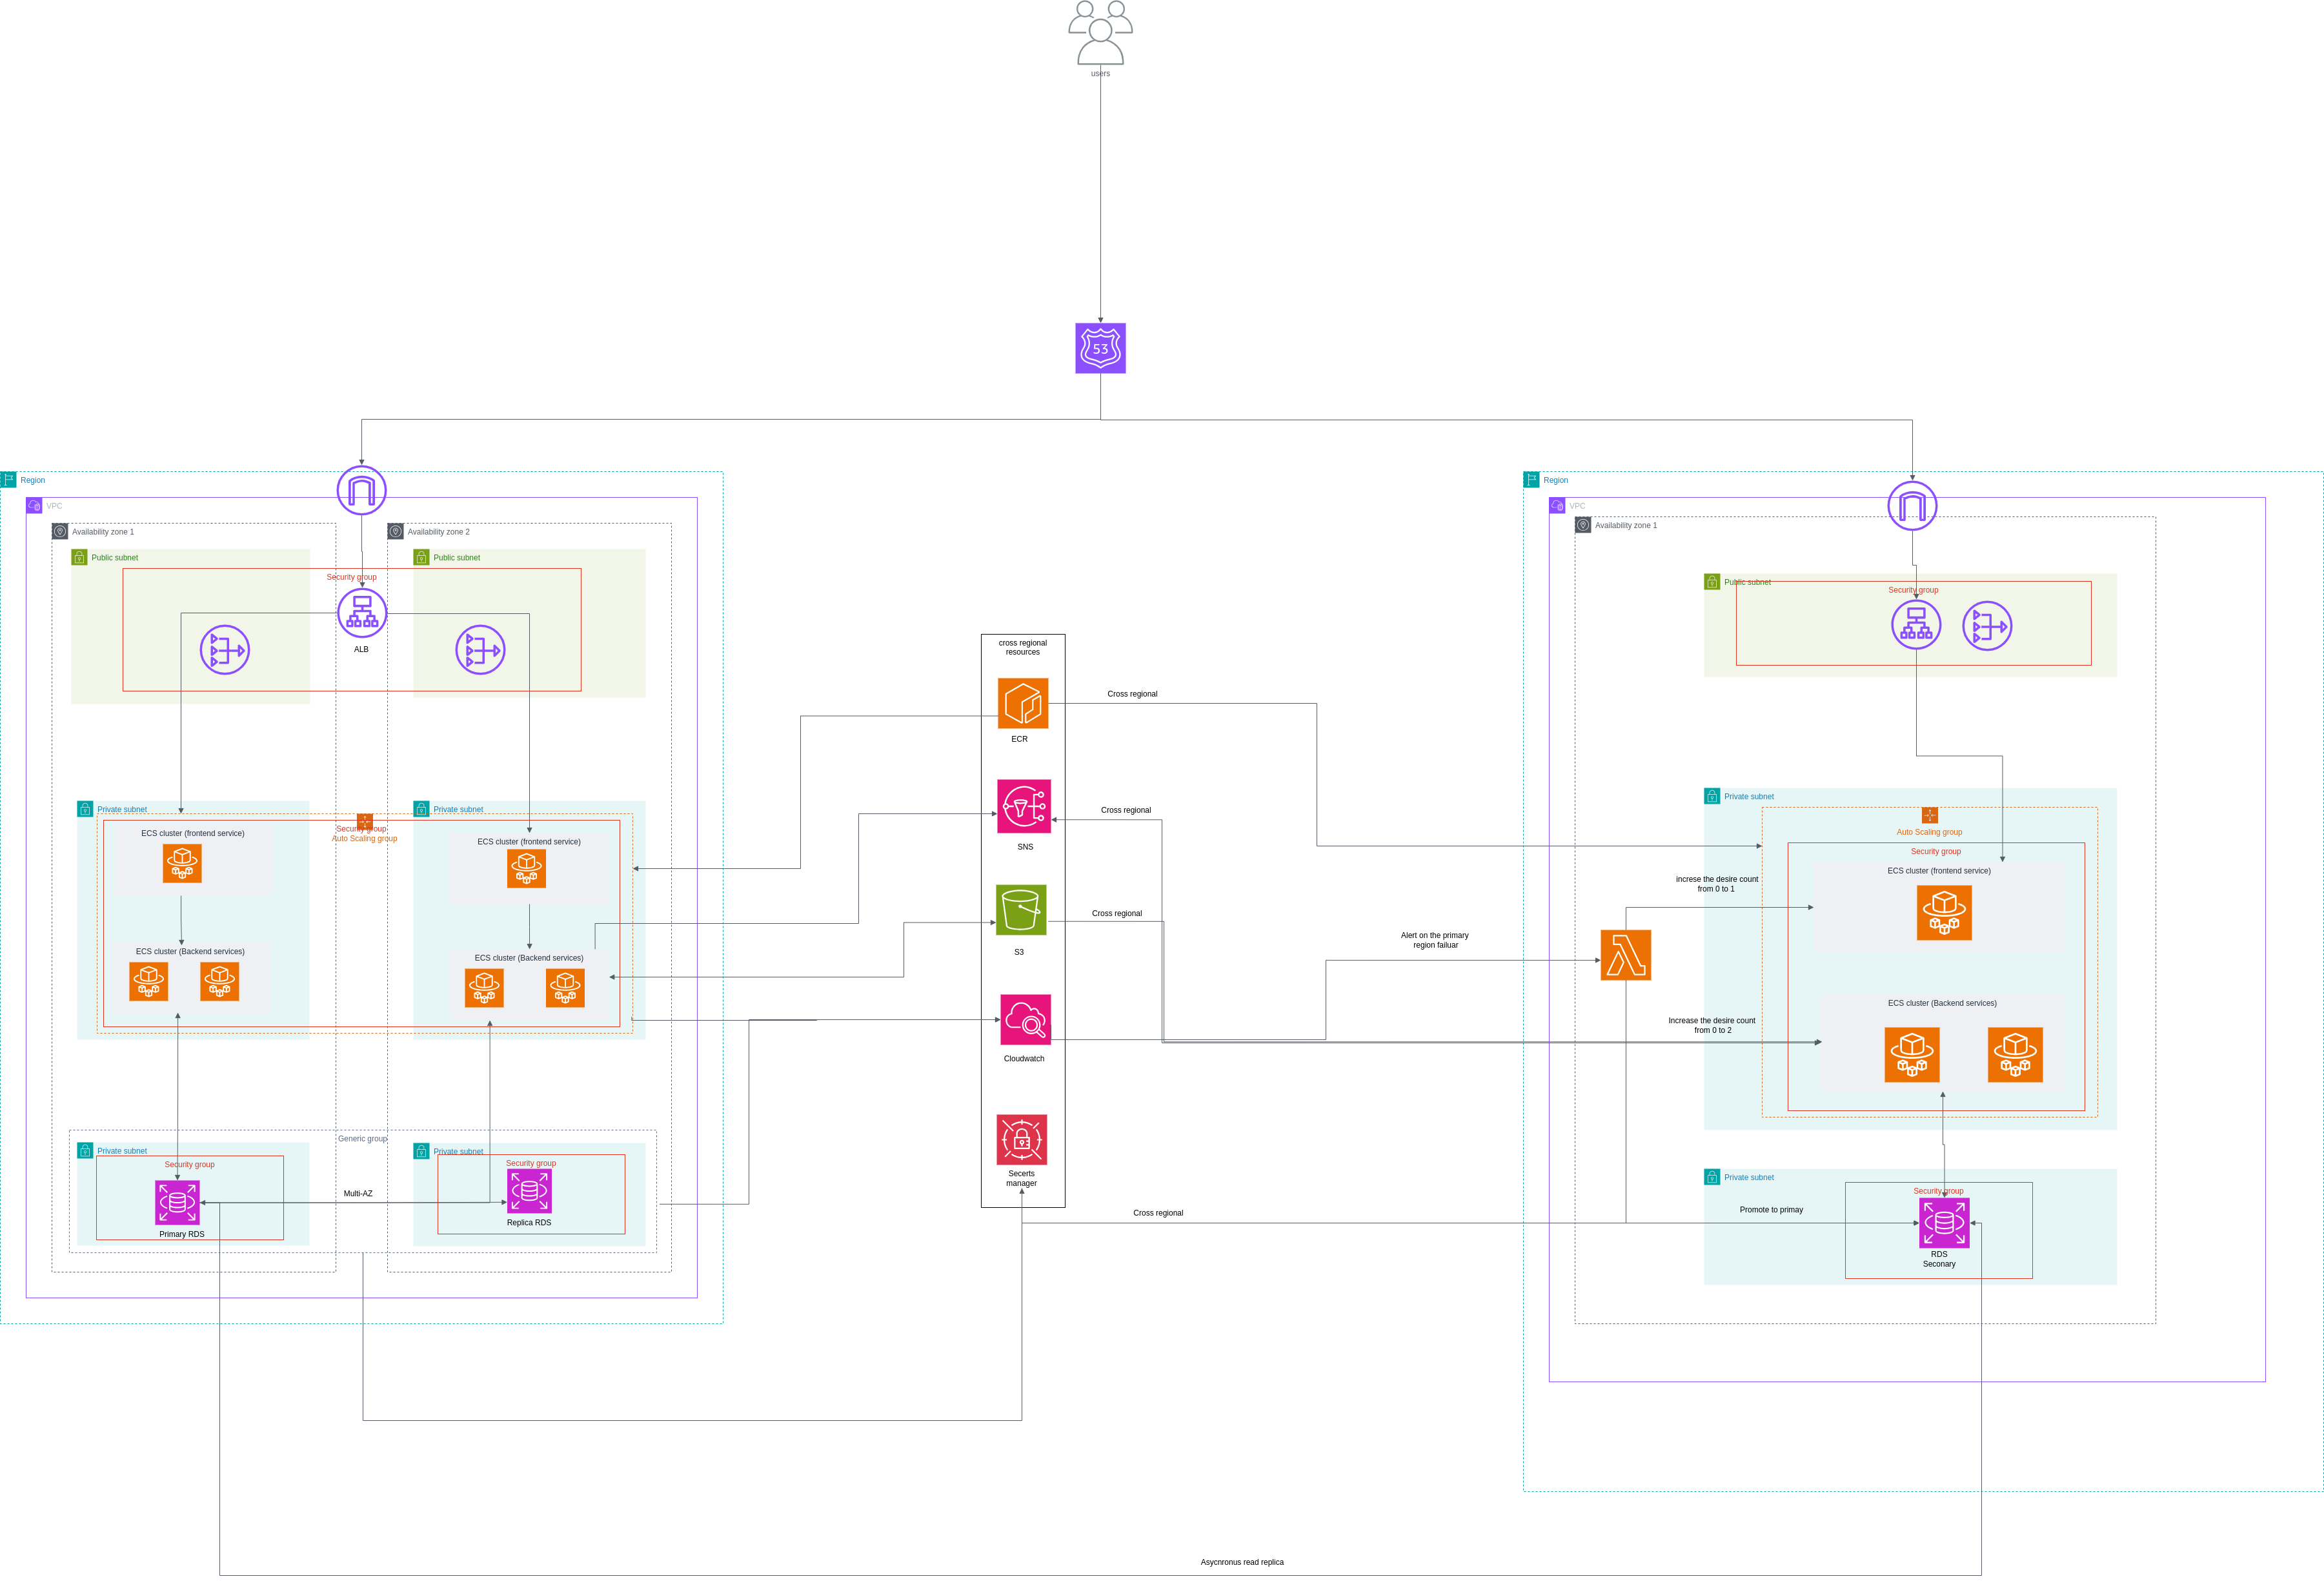 users
53
Region
VPC
Availability zone 1
Availability zone 2
Public subnet
Public subnet
Security group
ALB
Private subnet
Private subnet
Security group
Auto Scaling group
ECS cluster (frontend service)
ECS cluster (frontend service)
ECS cluster (Backend services)
ECS cluster (Backend services)
Generic group
Private subnet
Private subnet
Security group
Security group
Multi-AZ
Primary RDS
Replica RDS
cross regional
resources
ECR
SNS
S3
Cloudwatch
Secerts
manager
Cross regional
Cross regional
Cross regional
Alert on the primary
region failuar
Cross regional
Region
VPC
Availability zone 1
Public subnet
Security group
Private subnet
Auto Scaling group
Security group
ECS cluster (frontend service)
increse the desire count
from 0 to 1
ECS cluster (Backend services)
Increase the desire count
from 0 to 2
Private subnet
Security group
Promote to primay
RDS
Seconary
Asycnronus read replica